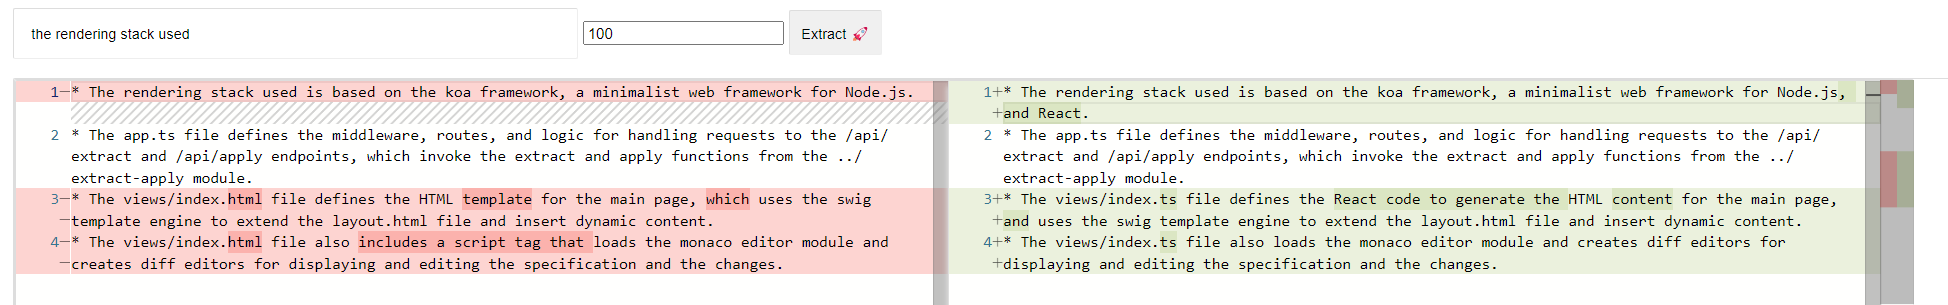 the rendering stack used 100 Extract 🚀
1-* The rendering stack used is based on the koa framework, a minimalist web framework for Node.js.
2 * The app.ts file defines the middleware, routes, and logic for handling requests to the /api/
extract and /api/apply endpoints, which invoke the extract and apply functions from the ../
extract-apply module.
3-* The views/index.html file defines the HTML template for the main page, which uses the swig
-template engine to extend the layout.html file and insert dynamic content.
4-* The views/index.html file also includes a script tag that loads the monaco editor module and
-creates diff editors for displaying and editing the specification and the changes.
1+* The rendering stack used is based on the koa framework, a minimalist web framework for Node.js,
+and React.
2 * The app.ts file defines the middleware, routes, and logic for handling requests to the /api/
extract and /api/apply endpoints, which invoke the extract and apply functions from the ../
extract-apply module.
3+* The views/index.ts file defines the React code to generate the HTML content for the main page,
+and uses the swig template engine to extend the layout.html file and insert dynamic content.
4+* The views/index.ts file also loads the monaco editor module and creates diff editors for
+displaying and editing the specification and the changes.